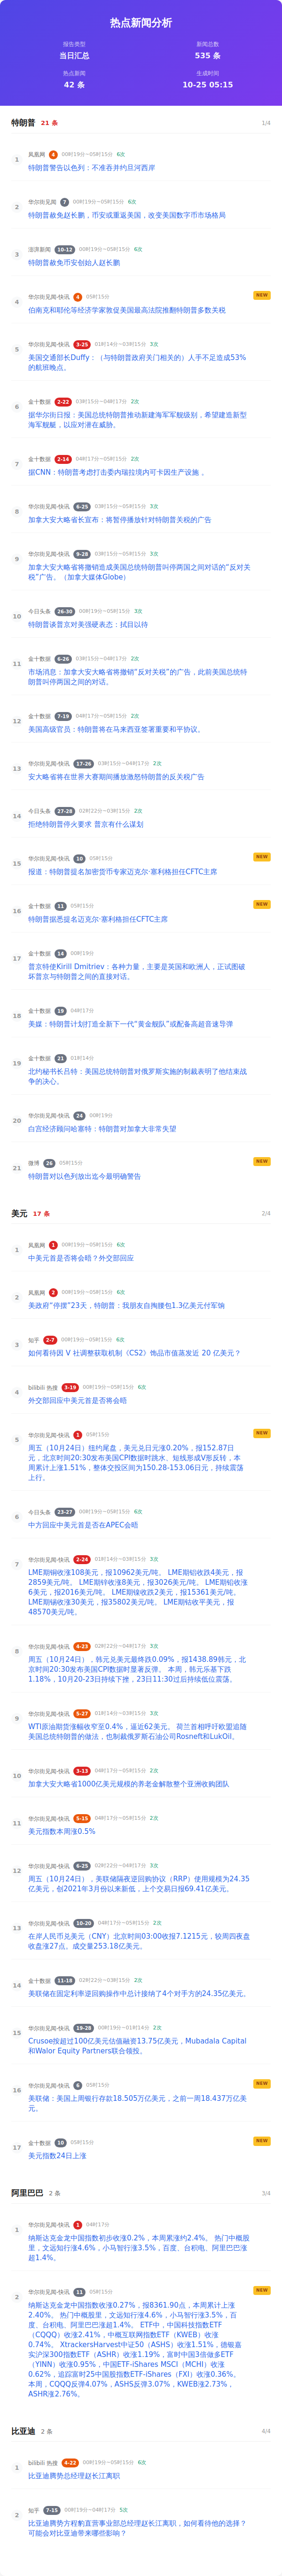 热点新闻分析
报告类型
当日汇总
新闻总数
535 条
热点新闻
42 条
生成时间
10-25 05:15
特朗普 21 条 1/4
1
凤凰网 4 00时19分~05时15分 6次
特朗普警告以色列：不准吞并约旦河西岸
2
华尔街见闻 7 00时19分~05时15分 6次
特朗普赦免赵长鹏，币安或重返美国，改变美国数字币市场格局
3
澎湃新闻 10-12 00时19分~05时15分 6次
特朗普赦免币安创始人赵长鹏
4
华尔街见闻-快讯 4 05时15分 NEW
伯南克和耶伦等经济学家敦促美国最高法院推翻特朗普多数关税
5
华尔街见闻-快讯 3-25 01时14分~03时15分 3次
美国交通部长Duffy：（与特朗普政府关门相关的）人手不足造成53%
的航班晚点。
6
金十数据 2-22 03时15分~04时17分 2次
据华尔街日报：美国总统特朗普推动新建海军军舰级别，希望建造新型
海军舰艇，以应对潜在威胁。
7
金十数据 2-14 04时17分~05时15分 2次
据CNN：特朗普考虑打击委内瑞拉境内可卡因生产设施 。
8
华尔街见闻-快讯 6-25 03时15分~05时15分 3次
加拿大安大略省长宣布：将暂停播放针对特朗普关税的广告
9
华尔街见闻-快讯 9-28 03时15分~05时15分 3次
加拿大安大略省将撤销造成美国总统特朗普叫停两国之间对话的“反对关
税”广告。（加拿大媒体Globe）
10
今日头条 26-30 00时19分~05时15分 3次
特朗普谈普京对美强硬表态：拭目以待
11
金十数据 6-26 03时15分~04时17分 2次
市场消息：加拿大安大略省将撤销“反对关税”的广告，此前美国总统特
朗普叫停两国之间的对话。
12
金十数据 7-19 04时17分~05时15分 2次
美国高级官员：特朗普将在马来西亚签署重要和平协议。
13
华尔街见闻-快讯 17-26 03时15分~04时17分 2次
安大略省将在世界大赛期间播放激怒特朗普的反关税广告
14
今日头条 27-28 02时22分~03时15分 2次
拒绝特朗普停火要求 普京有什么谋划
15
华尔街见闻-快讯 10 05时15分 NEW
报道：特朗普提名加密货币专家迈克尔·塞利格担任CFTC主席
16
金十数据 11 05时15分 NEW
特朗普据悉提名迈克尔·塞利格担任CFTC主席
17
金十数据 14 00时19分
普京特使Kirill Dmitriev：各种力量，主要是英国和欧洲人，正试图破
坏普京与特朗普之间的直接对话。
18
金十数据 19 04时17分
美媒：特朗普计划打造全新下一代“黄金舰队”或配备高超音速导弹
19
金十数据 21 01时14分
北约秘书长吕特：美国总统特朗普对俄罗斯实施的制裁表明了他结束战
争的决心。
20
华尔街见闻-快讯 24 00时19分
白宫经济顾问哈塞特：特朗普对加拿大非常失望
21
微博 26 05时15分 NEW
特朗普对以色列放出迄今最明确警告
美元 17 条 2/4
1
凤凰网 1 00时19分~05时15分 6次
中美元首是否将会晤？外交部回应
2
凤凰网 2 00时19分~05时15分 6次
美政府“停摆”23天，特朗普：我朋友自掏腰包1.3亿美元付军饷
3
知乎 2-7 00时19分~05时15分 6次
如何看待因 V 社调整获取机制《CS2》饰品市值蒸发近 20 亿美元？
4
bilibili 热搜 3-19 00时19分~05时15分 6次
外交部回应中美元首是否将会晤
5
华尔街见闻-快讯 1 05时15分 NEW
周五（10月24日）纽约尾盘，美元兑日元涨0.20%，报152.87日
元，北京时间20:30发布美国CPI数据时跳水、短线形成V形反转，本
周累计上涨1.51%，整体交投区间为150.28-153.06日元，持续震荡
上行。
6
今日头条 23-27 00时19分~05时15分 6次
中方回应中美元首是否在APEC会晤
7
华尔街见闻-快讯 2-24 01时14分~03时15分 3次
LME期铜收涨108美元，报10962美元/吨。 LME期铝收跌4美元，报
2859美元/吨。 LME期锌收涨8美元，报3026美元/吨。 LME期铅收涨
6美元，报2016美元/吨。 LME期镍收跌2美元，报15361美元/吨。
LME期锡收涨30美元，报35802美元/吨。 LME期钴收平美元，报
48570美元/吨。
8
华尔街见闻-快讯 4-23 02时22分~04时17分 3次
周五（10月24日），韩元兑美元最终跌0.09%，报1438.89韩元，北
京时间20:30发布美国CPI数据时显著反弹。 本周，韩元乐基下跌
1.18%，10月20-23日持续下挫，23日11:30过后持续低位震荡。
9
华尔街见闻-快讯 5-27 01时14分~03时15分 3次
WTI原油期货涨幅收窄至0.4%，逼近62美元。 荷兰首相呼吁欧盟追随
美国总统特朗普的做法，也制裁俄罗斯石油公司Rosneft和LukOil。
10
华尔街见闻-快讯 3-13 04时17分~05时15分 2次
加拿大安大略省1000亿美元规模的养老金解散整个亚洲收购团队
11
华尔街见闻-快讯 5-15 04时17分~05时15分 2次
美元指数本周涨0.5%
12
华尔街见闻-快讯 6-25 02时22分~04时17分 3次
周五（10月24日），美联储隔夜逆回购协议（RRP）使用规模为24.35
亿美元，创2021年3月份以来新低，上个交易日报69.41亿美元。
13
华尔街见闻-快讯 10-20 04时17分~05时15分 2次
在岸人民币兑美元（CNY）北京时间03:00收报7.1215元，较周四夜盘
收盘涨27点。成交量253.18亿美元。
14
金十数据 11-18 02时22分~03时15分 2次
美联储在固定利率逆回购操作中总计接纳了4个对手方的24.35亿美元。
15
华尔街见闻-快讯 19-28 00时19分~01时14分 2次
Crusoe按超过100亿美元估值融资13.75亿美元，Mubadala Capital
和Walor Equity Partners联合领投。
16
华尔街见闻-快讯 6 05时15分 NEW
美联储：美国上周银行存款18.505万亿美元，之前一周18.437万亿美
元。
17
金十数据 10 05时15分 NEW
美元指数24日上涨
阿里巴巴 2 条 3/4
1
华尔街见闻-快讯 1 04时17分
纳斯达克金龙中国指数初步收涨0.2%，本周累涨约2.4%。 热门中概股
里，文远知行涨4.6%，小马智行涨3.5%，百度、台积电、阿里巴巴涨
超1.4%。
2
华尔街见闻-快讯 11 05时15分 NEW
纳斯达克金龙中国指数收涨0.27%，报8361.90点，本周累计上涨
2.40%。 热门中概股里，文远知行涨4.6%，小马智行涨3.5%，百
度、台积电、阿里巴巴涨超1.4%。 ETF中，中国科技指数ETF
（CQQQ）收涨2.41%，中概互联网指数ETF（KWEB）收涨
0.74%。 XtrackersHarvest中证50（ASHS）收涨1.51%，德银嘉
实沪深300指数ETF（ASHR）收涨1.19%，富时中国3倍做多ETF
（YINN）收涨0.95%，中国ETF-iShares MSCI（MCHI）收涨
0.62%，追踪富时25中国股指数ETF-iShares（FXI）收涨0.36%。
本周，CQQQ反弹4.07%，ASHS反弹3.07%，KWEB涨2.73%，
ASHR涨2.76%。
比亚迪 2 条 4/4
1
bilibili 热搜 4-22 00时19分~05时15分 6次
比亚迪腾势总经理赵长江离职
2
知乎 7-15 00时19分~04时17分 5次
比亚迪腾势方程豹直营事业部总经理赵长江离职，如何看待他的选择？
可能会对比亚迪带来哪些影响？